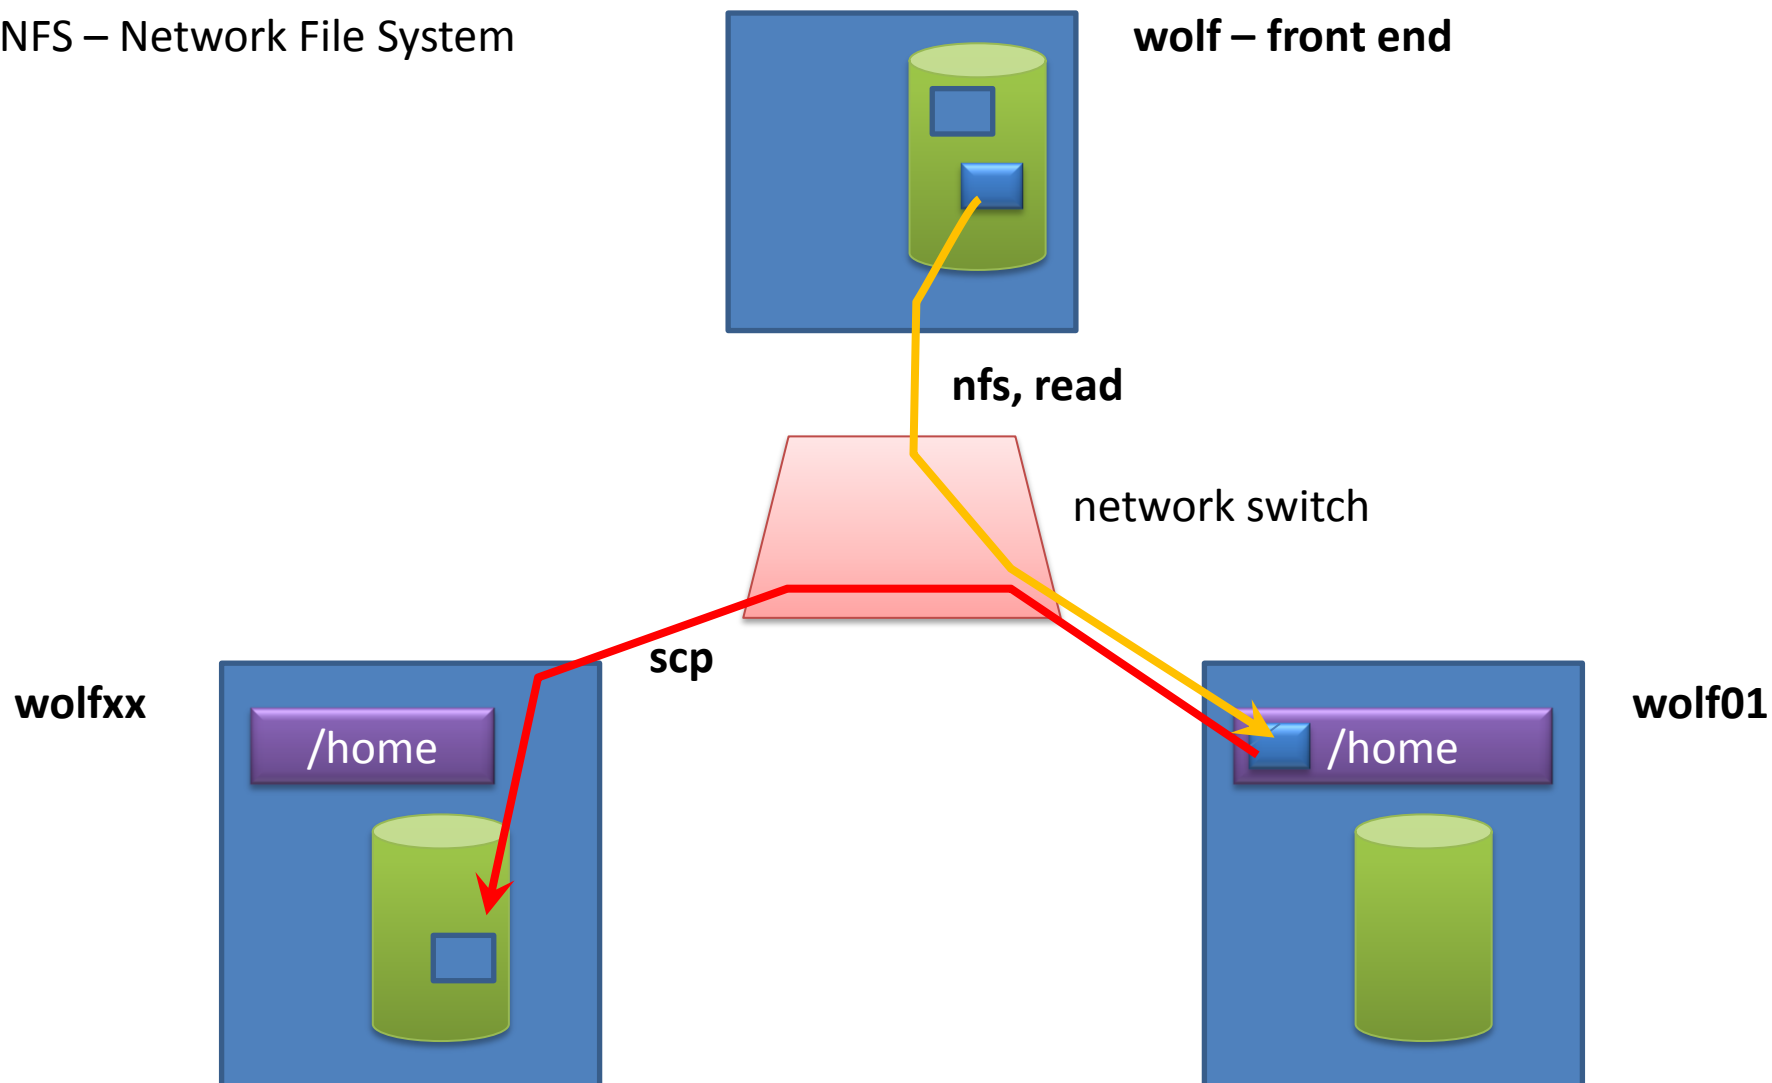 NFS – Network File System
wolf – front end
nfs, read
network switch
scp
wolfxx
/home
/home
wolf01